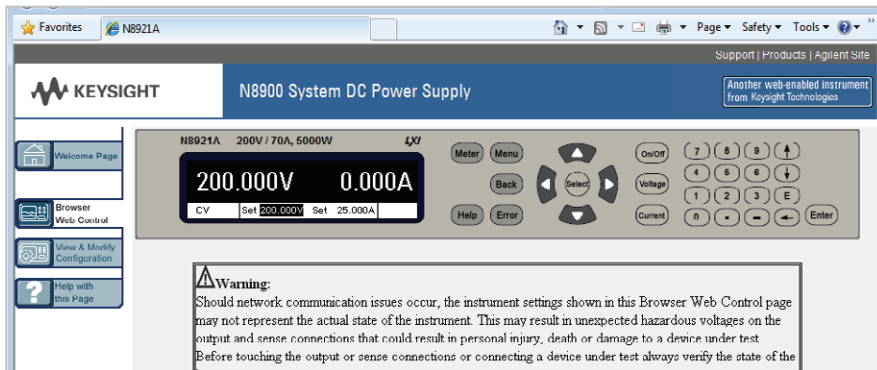 Favorites N8921A Page Safety Tools
Support | Products | Agilent Site
KEYSIGHT N8900 System DC Power Supply
Another web-enabled instrument
from Keysight Technologies
Welcome Page
Browser
Web Control
View & Modify
Configuration
Help with
this Page
N8921A 200V / 70A, 5000W LXI
200.000V 0.000A
CV Set 200.000V Set 25.000A
Meter Menu
Back
Help Error
Select
On/Off
Voltage
Current
7 8 9
4 5 6
1 2 3 E
0 . - Enter
Warning:
Should network communication issues occur, the instrument settings shown in this Browser Web Control page
may not represent the actual state of the instrument. This may result in unexpected hazardous voltages on the
output and sense connections that could result in personal injury, death or damage to a device under test
Before touching the output or sense connections or connecting a device under test always verify the state of the